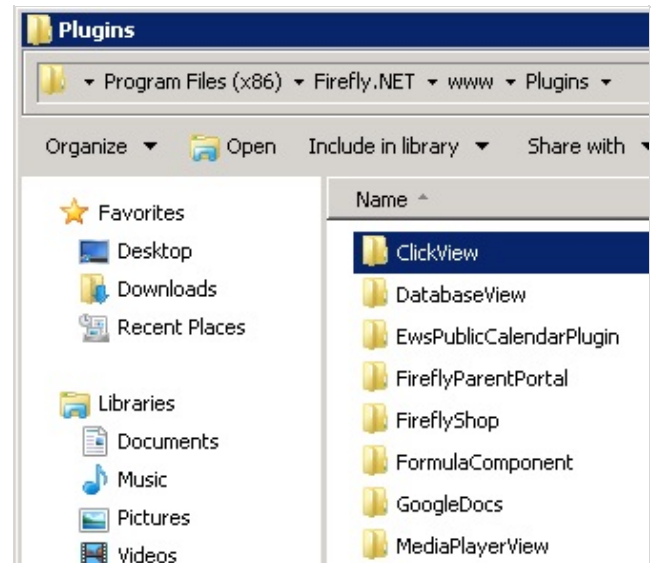 Plugins
Program Files (x86) Firefly.NET www Plugins
Organize Open Include in library Share with
Favorites
Desktop
Downloads
Recent Places
Libraries
Documents
Music
Pictures
Videos
Name
ClickView
DatabaseView
EwsPublicCalendarPlugin
FireflyParentPortal
FireflyShop
FormulaComponent
GoogleDocs
MediaPlayerView